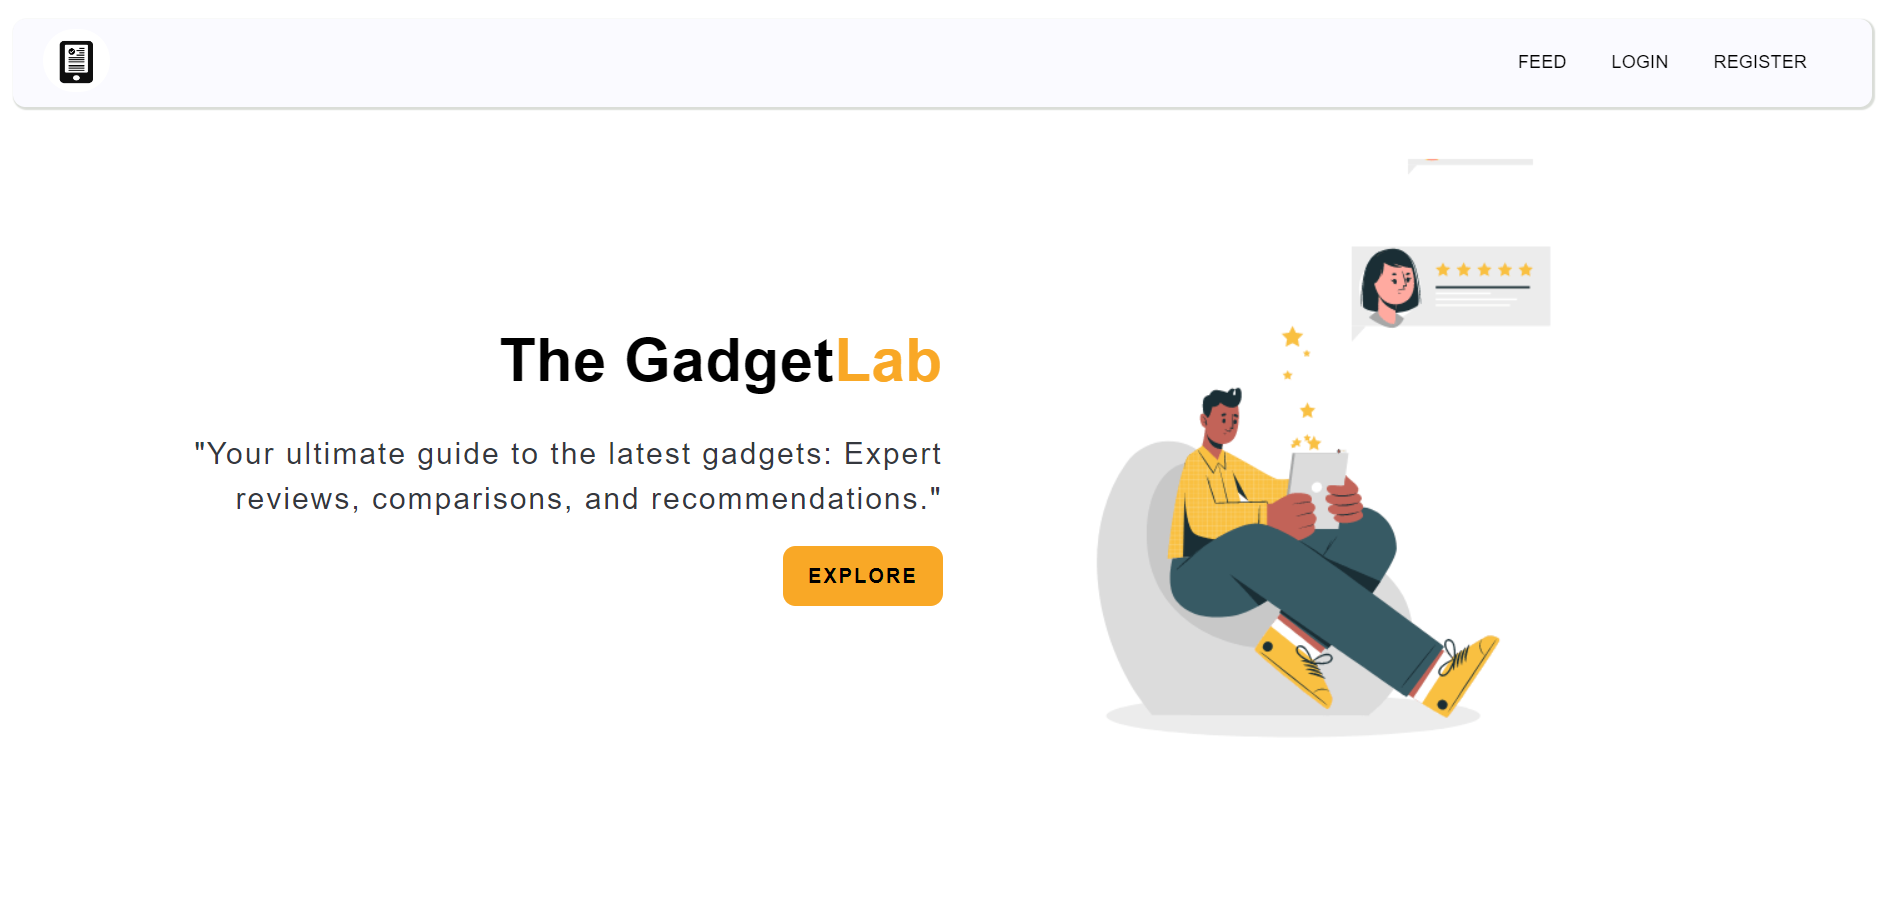 FEED LOGIN REGISTER
The GadgetLab
"Your ultimate guide to the latest gadgets: Expert
reviews, comparisons, and recommendations."
EXPLORE